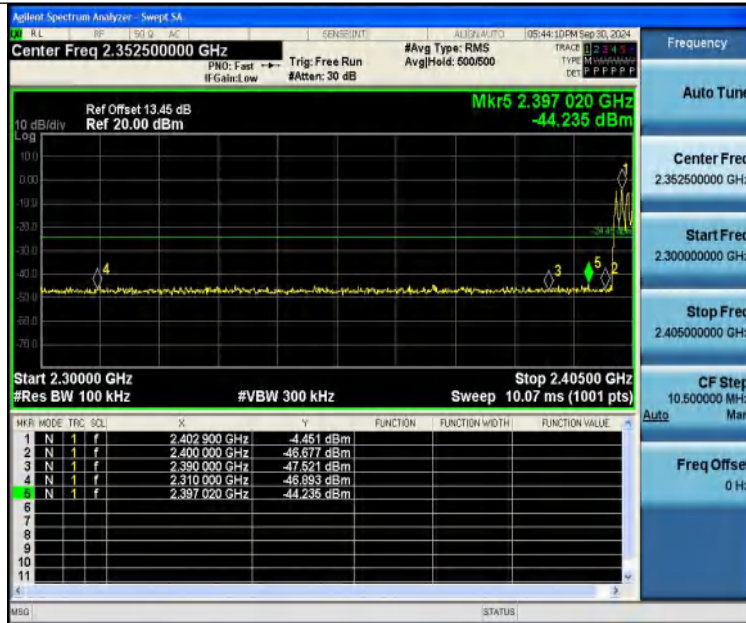 Agilent Spectrum Analyzer - Swept SA
RL RF 50 Ω AC SENSE:INT ALIGN AUTO 05:44:10PM Sep 30, 2024
Center Freq 2.352500000 GHz
PNO: Fast
IFGain:Low
Trig: Free Run
#Atten: 30 dB
#Avg Type: RMS
Avg|Hold: 500/500
TRACE 1 2 3 4 5 6
TYPE M
DET P P P P P P
Frequency
Auto Tune
Center Freq
2.352500000 GHz
Start Freq
2.300000000 GHz
Stop Freq
2.405000000 GHz
CF Step
10.500000 MHz
Auto Man
Freq Offset
0 Hz
Mkr5 2.397 020 GHz
-44.235 dBm
Ref Offset 13.45 dB
Ref 20.00 dBm
10 dB/div
Log
10.0
0.00
-10.0
-20.0
-30.0
-40.0
-50.0
-60.0
-70.0
1
4
3
5
2
Start 2.30000 GHz
Stop 2.40500 GHz
#Res BW 100 kHz
#VBW 300 kHz
Sweep 10.07 ms (1001 pts)
MKR MODE TRC SCL X Y FUNCTION FUNCTION WIDTH FUNCTION VALUE
1 N 1 f 2.402 900 GHz -4.451 dBm
2 N 1 f 2.400 000 GHz -46.677 dBm
3 N 1 f 2.390 000 GHz -47.521 dBm
4 N 1 f 2.310 000 GHz -46.893 dBm
5 N 1 f 2.397 020 GHz -44.235 dBm
6
7
8
9
10
11
MSG
STATUS